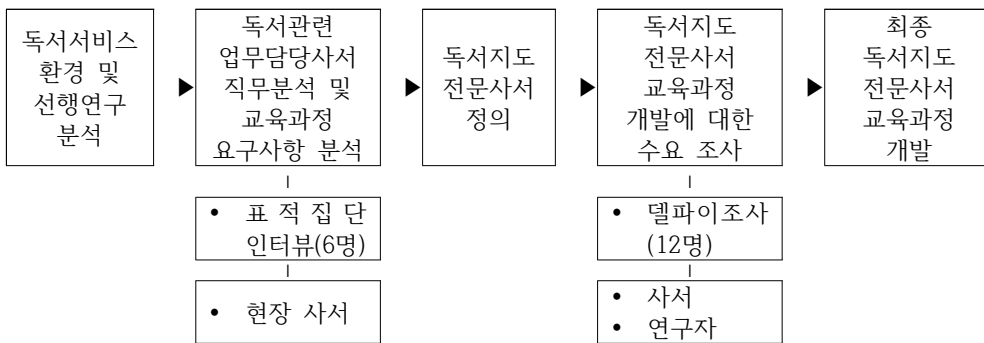 독서서비스
환경 및
선행연구
분석
▶
독서관련
업무담당사서
직무분석 및
교육과정
요구사항 분석
▶
독서지도
전문사서
정의
▶
독서지도
전문사서
교육과정
개발에 대한
수요 조사
▶
최종
독서지도
전문사서
교육과정
개발
• 표적집단
인터뷰(6명)
• 현장 사서
• 델파이조사
(12명)
• 사서
• 연구자